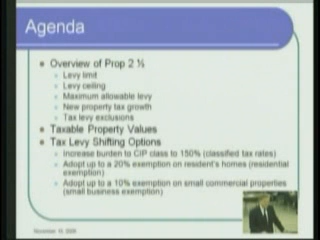 Agenda
Overview of Prop 2 ½
Levy limit
Levy ceiling
Maximum allowable levy
New property tax growth
Tax levy exclusions
Taxable Property Values
Tax Levy Shifting Options
Increase burden to CIP class to 150% (classified tax rates)
Adopt up to a 20% exemption on resident's homes (residential
exemption)
Adopt up to a 10% exemption on small commercial properties
(small business exemption)
November